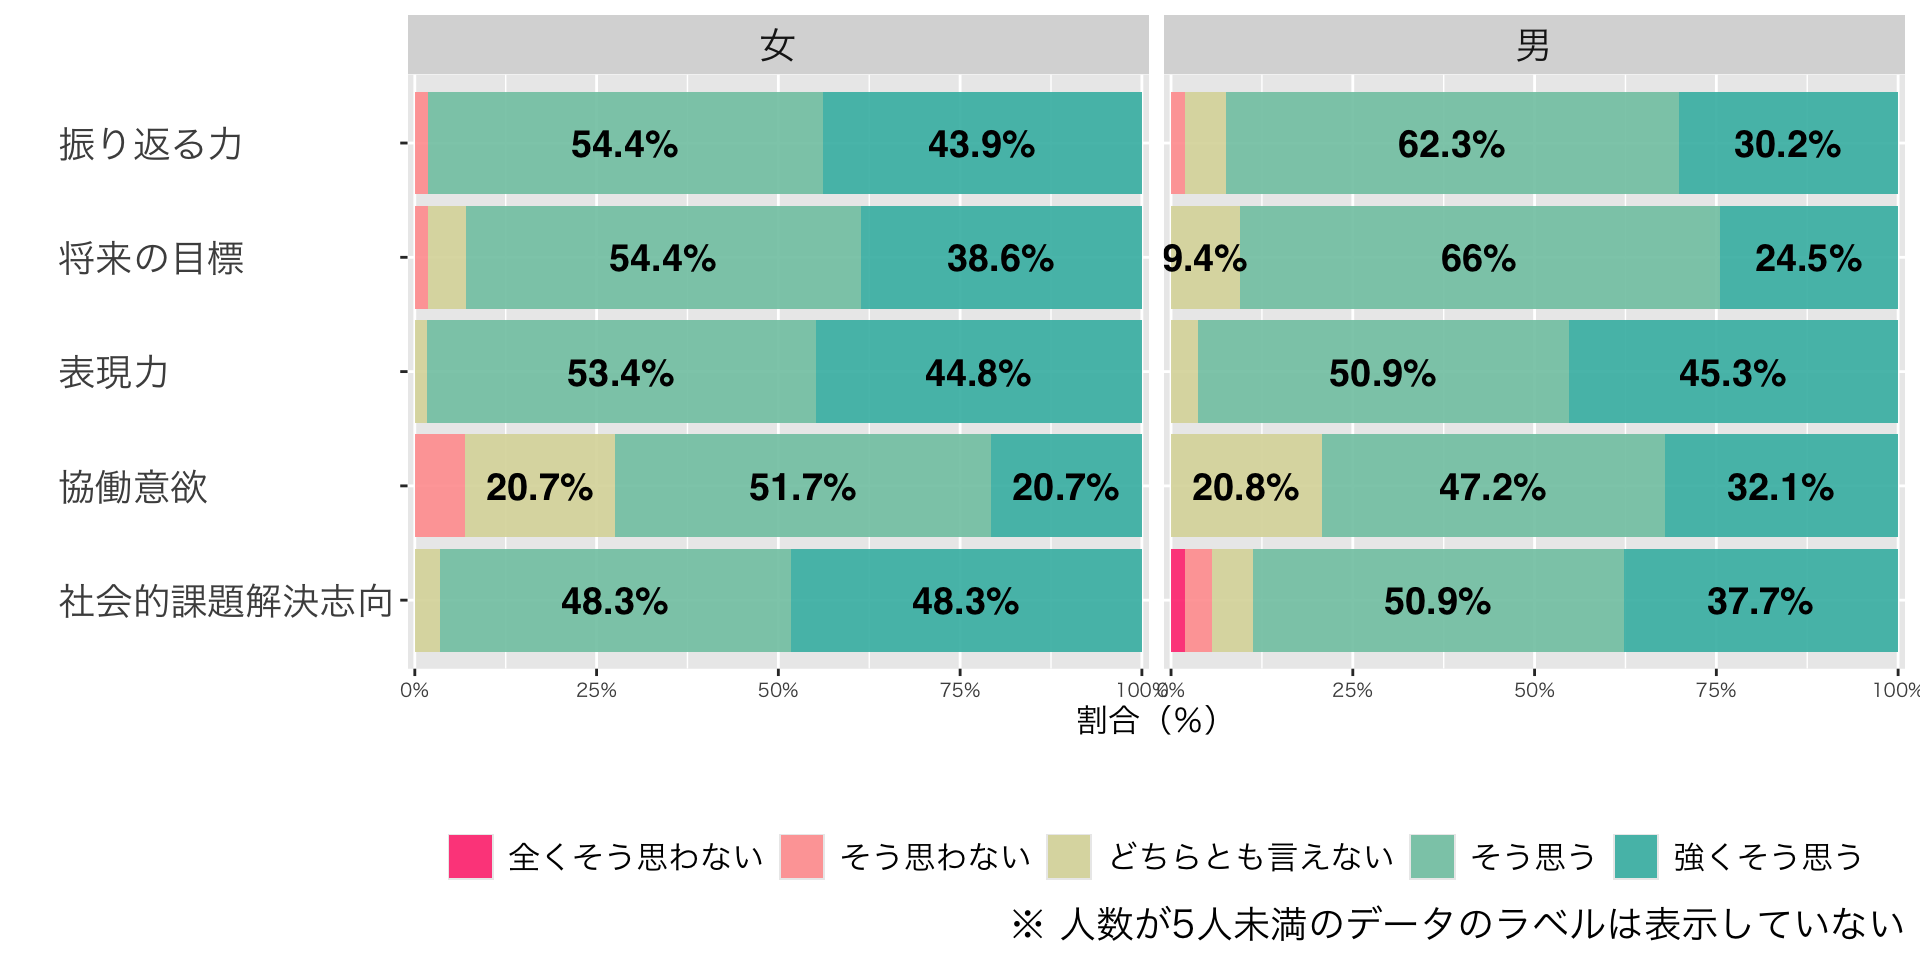 女 男
振り返る力 54.4% 43.9% 62.3% 30.2%
将来の目標 54.4% 38.6% 9.4% 66% 24.5%
表現力 53.4% 44.8% 50.9% 45.3%
協働意欲 20.7% 51.7% 20.7% 20.8% 47.2% 32.1%
社会的課題解決志向 48.3% 48.3% 50.9% 37.7%
0% 25% 50% 75% 100% 0% 25% 50% 75% 100%
割合（%）
全くそう思わない そう思わない どちらとも言えない そう思う 強くそう思う
※ 人数が5人未満のデータのラベルは表示していない